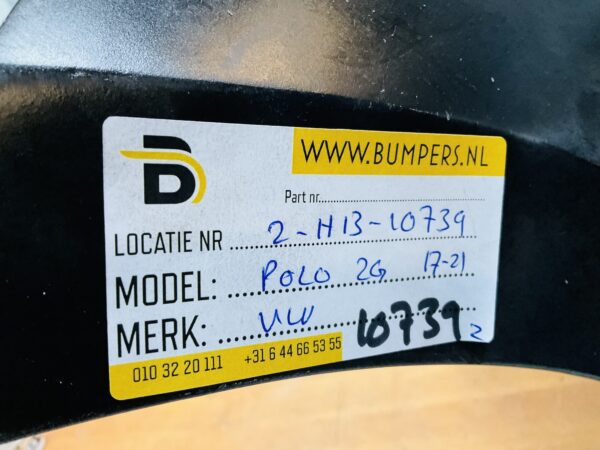 B
WWW.BUMPERS.NL
Part nr..........................................
LOCATIE NR 2-H13-10739
MODEL: POLO 2G 17-21
MERK: VW 10739 2
010 32 20 111 +31 6 44 66 53 55